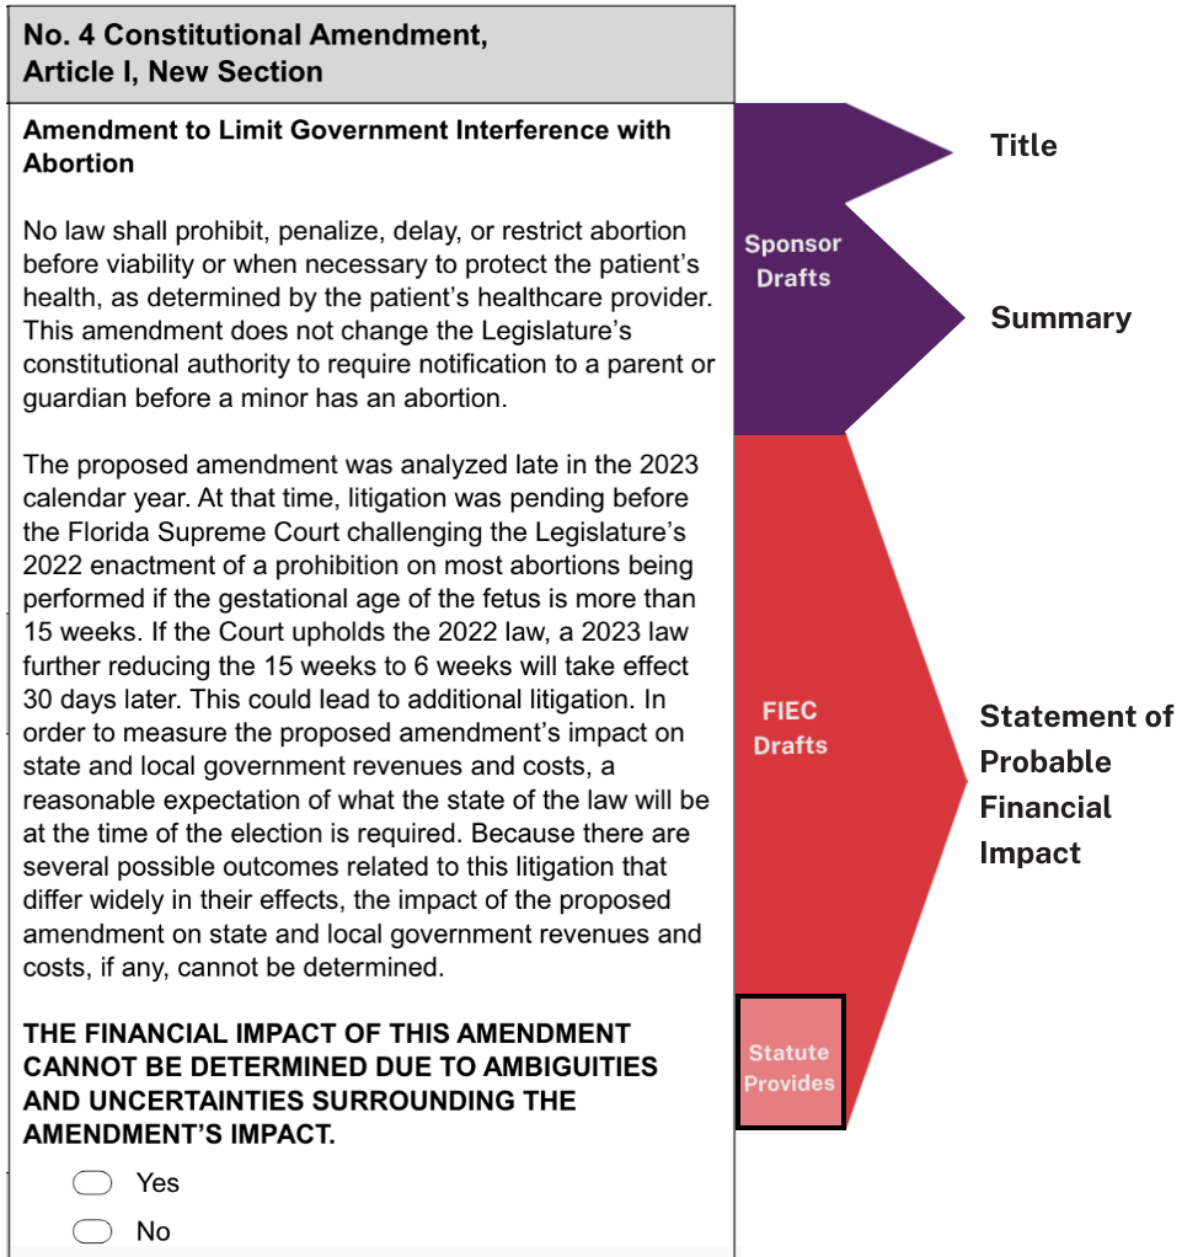 No. 4 Constitutional Amendment,
Article I, New Section
Amendment to Limit Government Interference with
Abortion
No law shall prohibit, penalize, delay, or restrict abortion
before viability or when necessary to protect the patient's
health, as determined by the patient's healthcare provider.
This amendment does not change the Legislature's
constitutional authority to require notification to a parent or
guardian before a minor has an abortion.
The proposed amendment was analyzed late in the 2023
calendar year. At that time, litigation was pending before
the Florida Supreme Court challenging the Legislature's
2022 enactment of a prohibition on most abortions being
performed if the gestational age of the fetus is more than
15 weeks. If the Court upholds the 2022 law, a 2023 law
further reducing the 15 weeks to 6 weeks will take effect
30 days later. This could lead to additional litigation. In
order to measure the proposed amendment's impact on
state and local government revenues and costs, a
reasonable expectation of what the state of the law will be
at the time of the election is required. Because there are
several possible outcomes related to this litigation that
differ widely in their effects, the impact of the proposed
amendment on state and local government revenues and
costs, if any, cannot be determined.
THE FINANCIAL IMPACT OF THIS AMENDMENT
CANNOT BE DETERMINED DUE TO AMBIGUITIES
AND UNCERTAINTIES SURROUNDING THE
AMENDMENT'S IMPACT.
Yes
No
Sponsor
Drafts
Title
Summary
FIEC
Drafts
Statement of
Probable
Financial
Impact
Statute
Provides